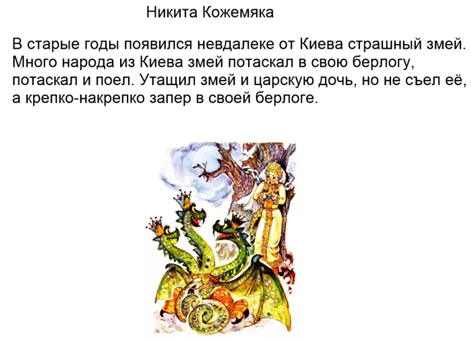 Никита Кожемяка
В старые годы появился невдалеке от Киева страшный змей.
Много народа из Киева змей потаскал в свою берлогу,
потаскал и поел. Утащил змей и царскую дочь, но не съел её,
а крепко-накрепко запер в своей берлоге.